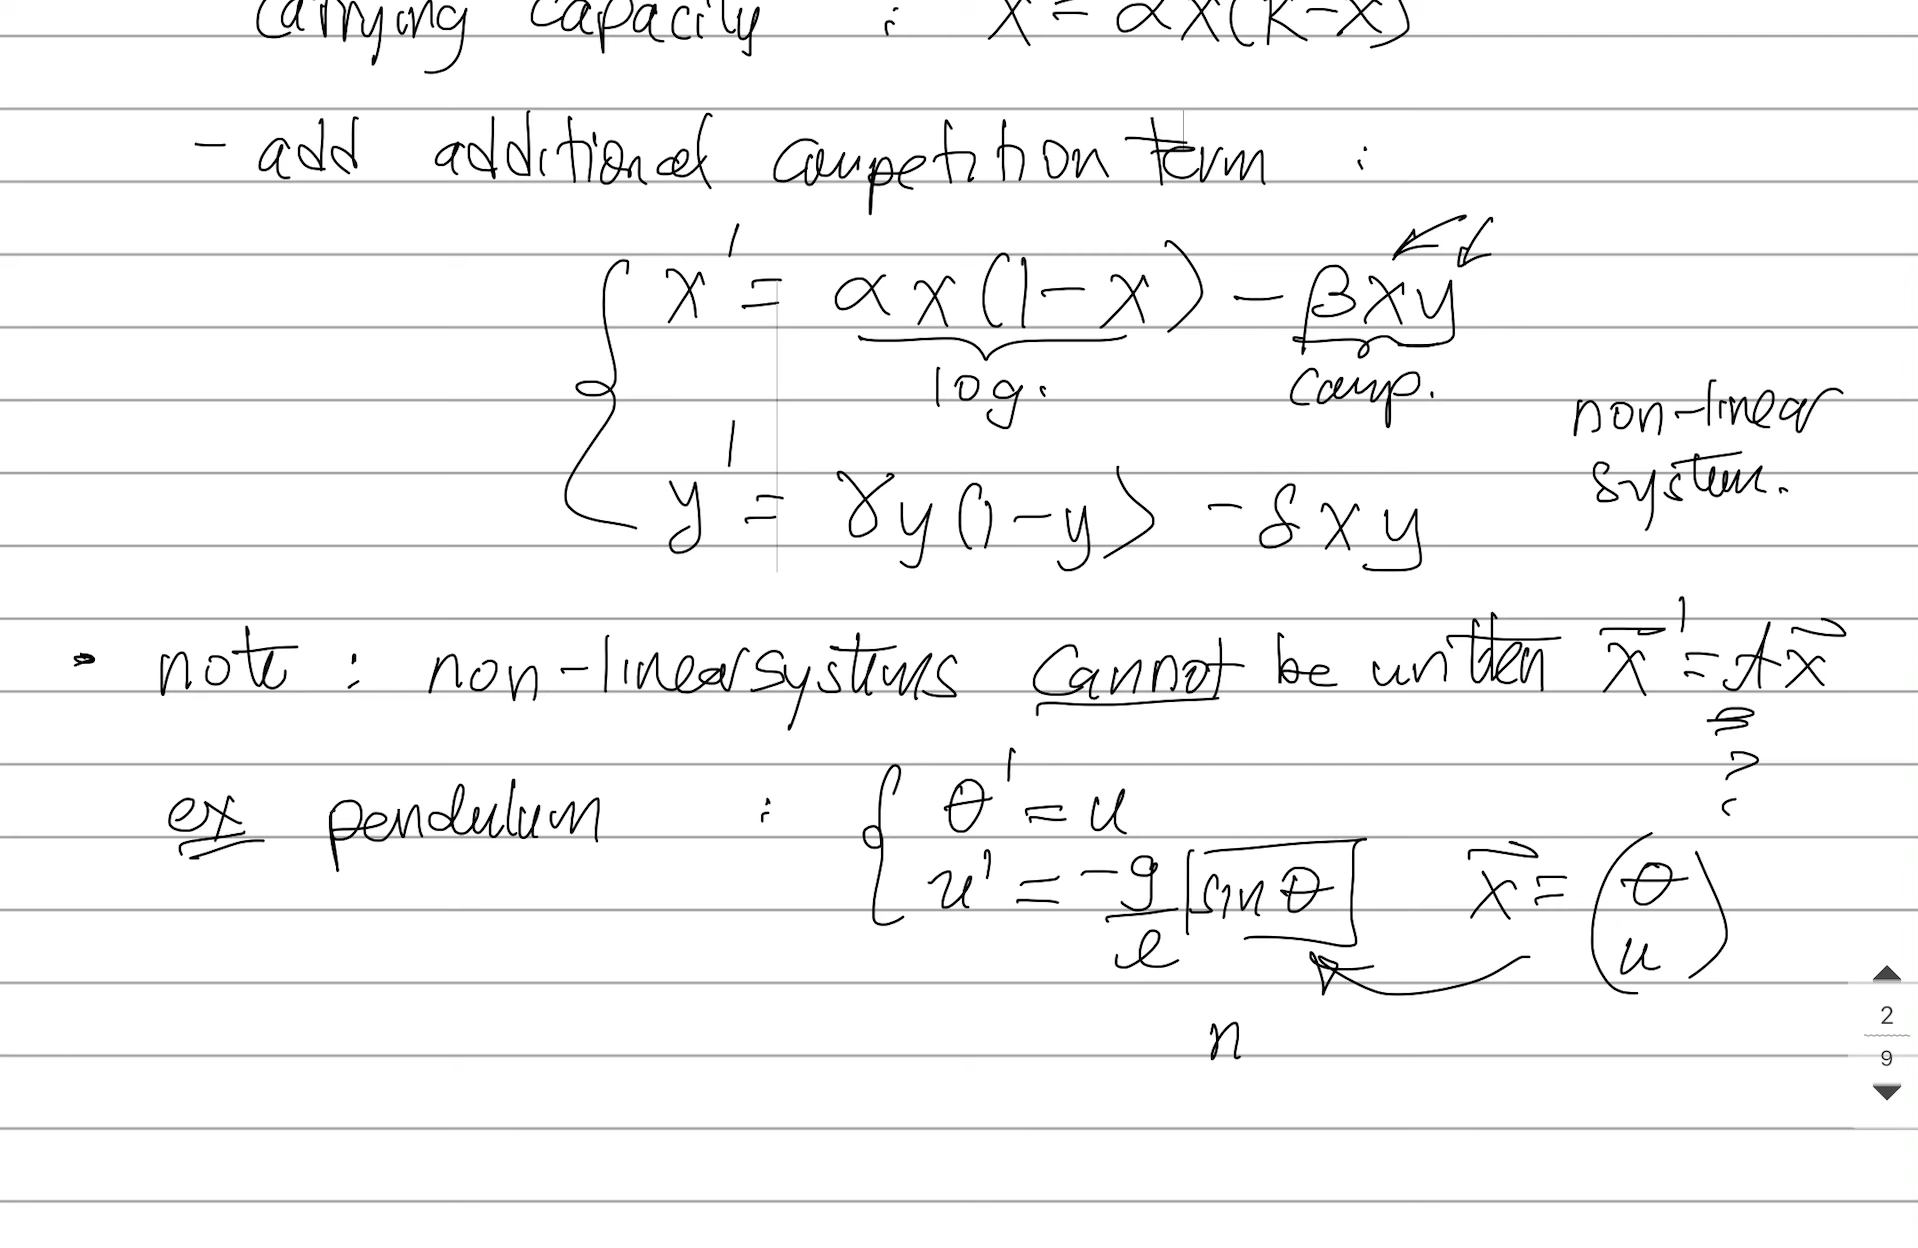 carrying capacity : x = αx(K-x)
- add additional competition term :
x' = αx(1-x) - βxy
log. comp.
non-linear
system.
y' = γy(1-y) - δxy
• note : non-linear systems cannot be written x⃗' = Ax⃗
?
ex pendulum : { θ' = u
u' = -g/l sin θ x⃗ = (θ u)
n
2
9